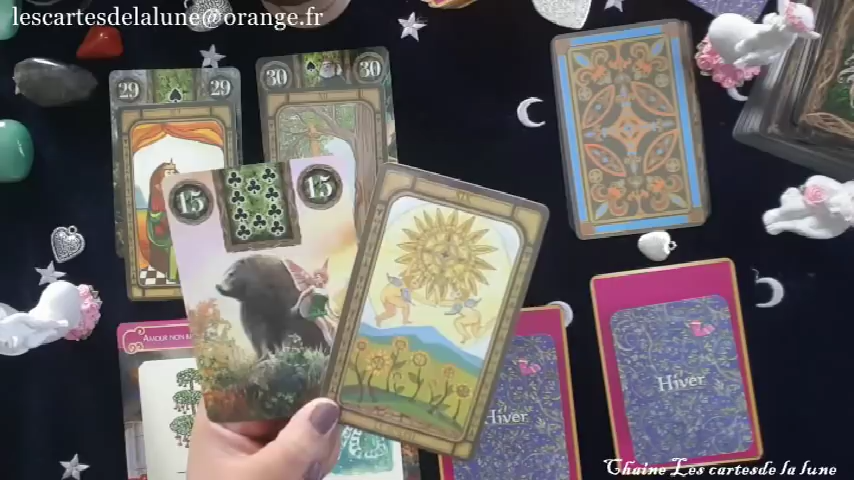 lescartesdelalune@orange.fr
29 29
30 30
15 15
AMOUR NON
Hiver
Hiver
Chaine Les cartesde la lune